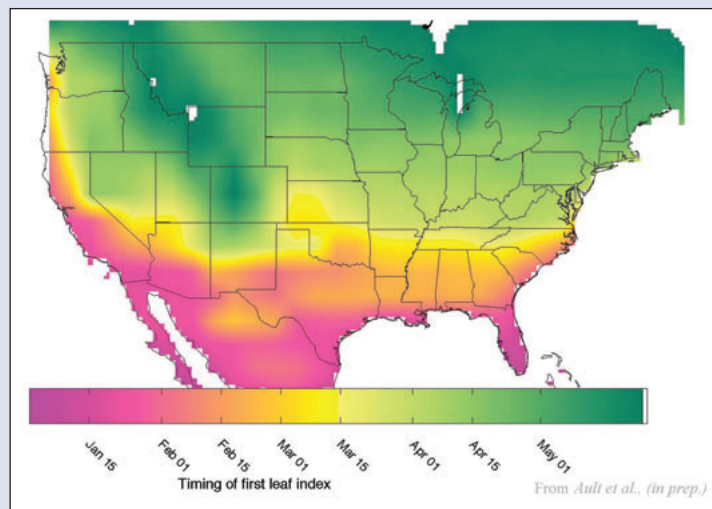 Jan 15
Feb 01
Feb 15
Mar 01
Mar 15
Apr 01
Apr 15
May 01
Timing of first leaf index
From Ault et al., (in prep.)